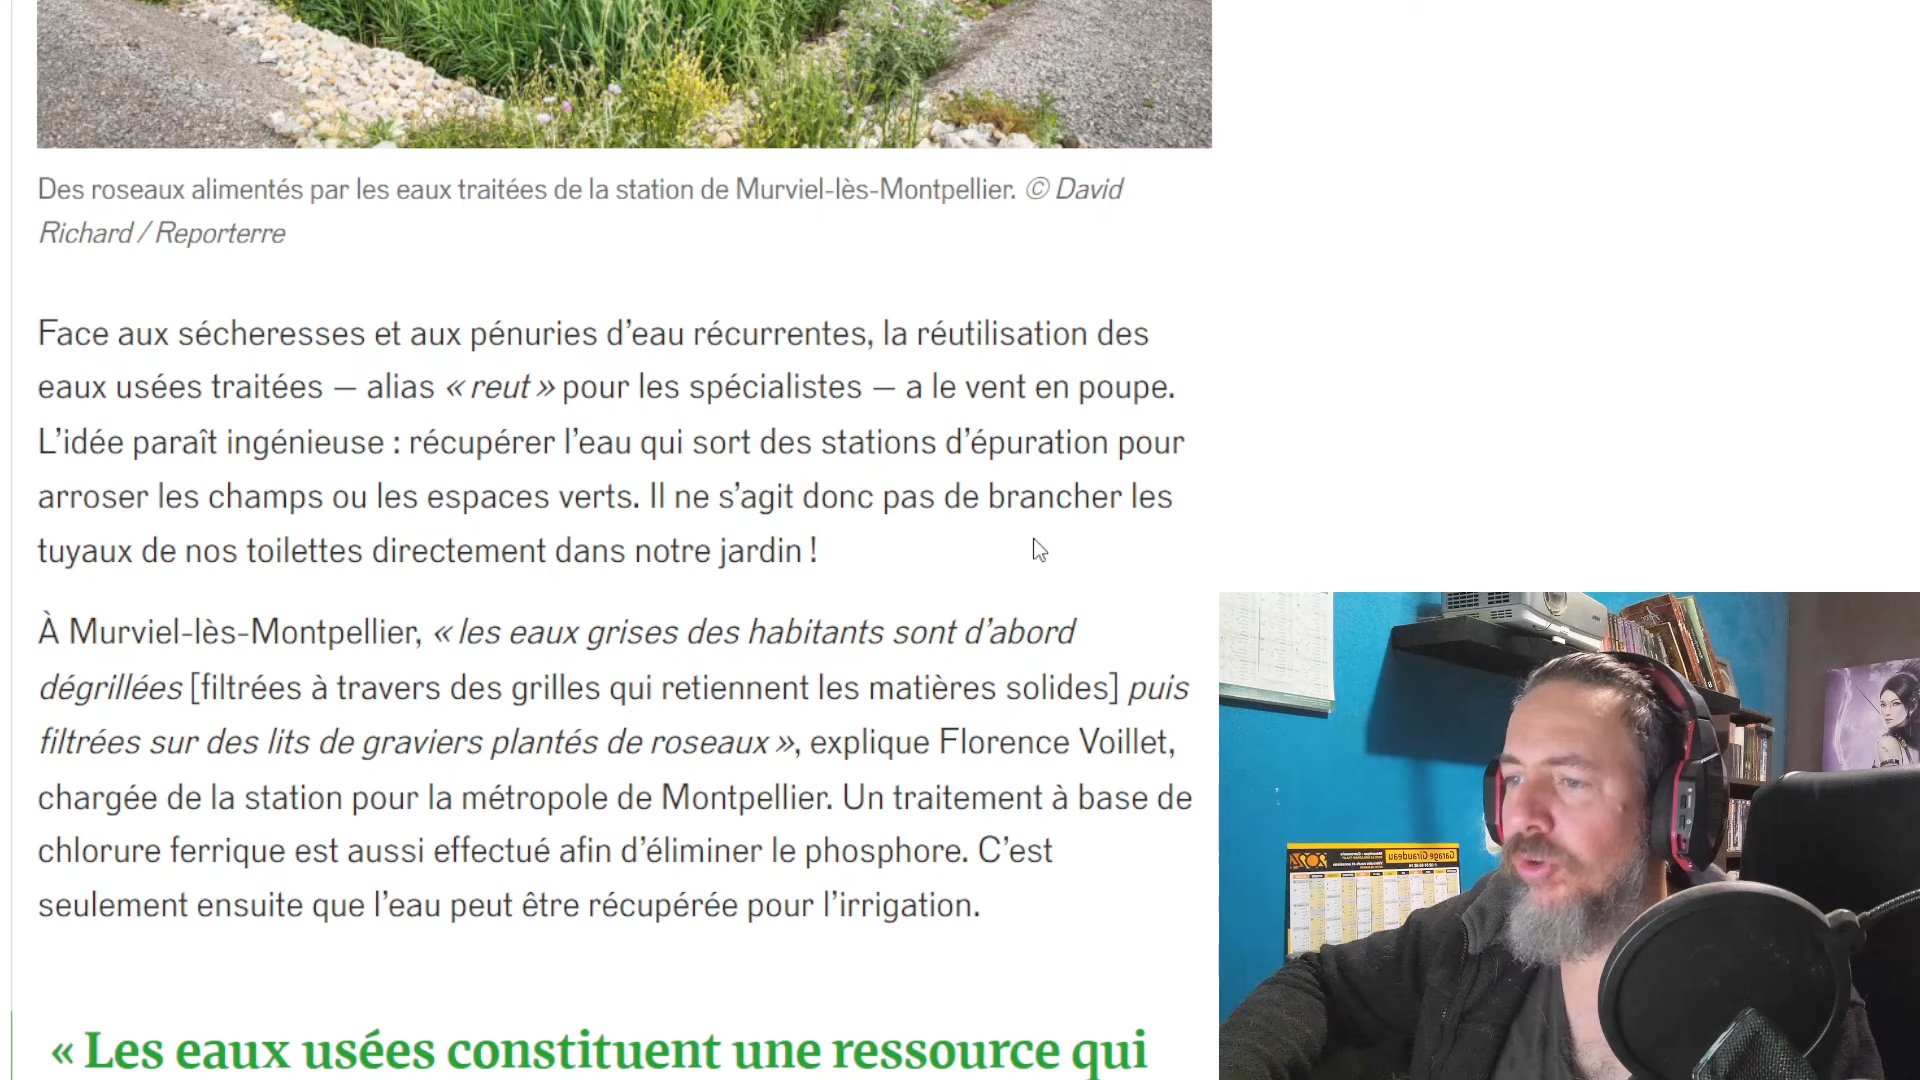 Des roseaux alimentés par les eaux traitées de la station de Murviel-lès-Montpellier. © David
Richard / Reporterre
Face aux sécheresses et aux pénuries d’eau récurrentes, la réutilisation des
eaux usées traitées — alias « reut » pour les spécialistes — a le vent en poupe.
L’idée paraît ingénieuse : récupérer l’eau qui sort des stations d’épuration pour
arroser les champs ou les espaces verts. Il ne s’agit donc pas de brancher les
tuyaux de nos toilettes directement dans notre jardin !
À Murviel-lès-Montpellier, « les eaux grises des habitants sont d’abord
dégrillées [filtrées à travers des grilles qui retiennent les matières solides] puis
filtrées sur des lits de graviers plantés de roseaux », explique Florence Voillet,
chargée de la station pour la métropole de Montpellier. Un traitement à base de
chlorure ferrique est aussi effectué afin d’éliminer le phosphore. C’est
seulement ensuite que l’eau peut être récupérée pour l’irrigation.
« Les eaux usées constituent une ressource qui
Garage Giraudeau